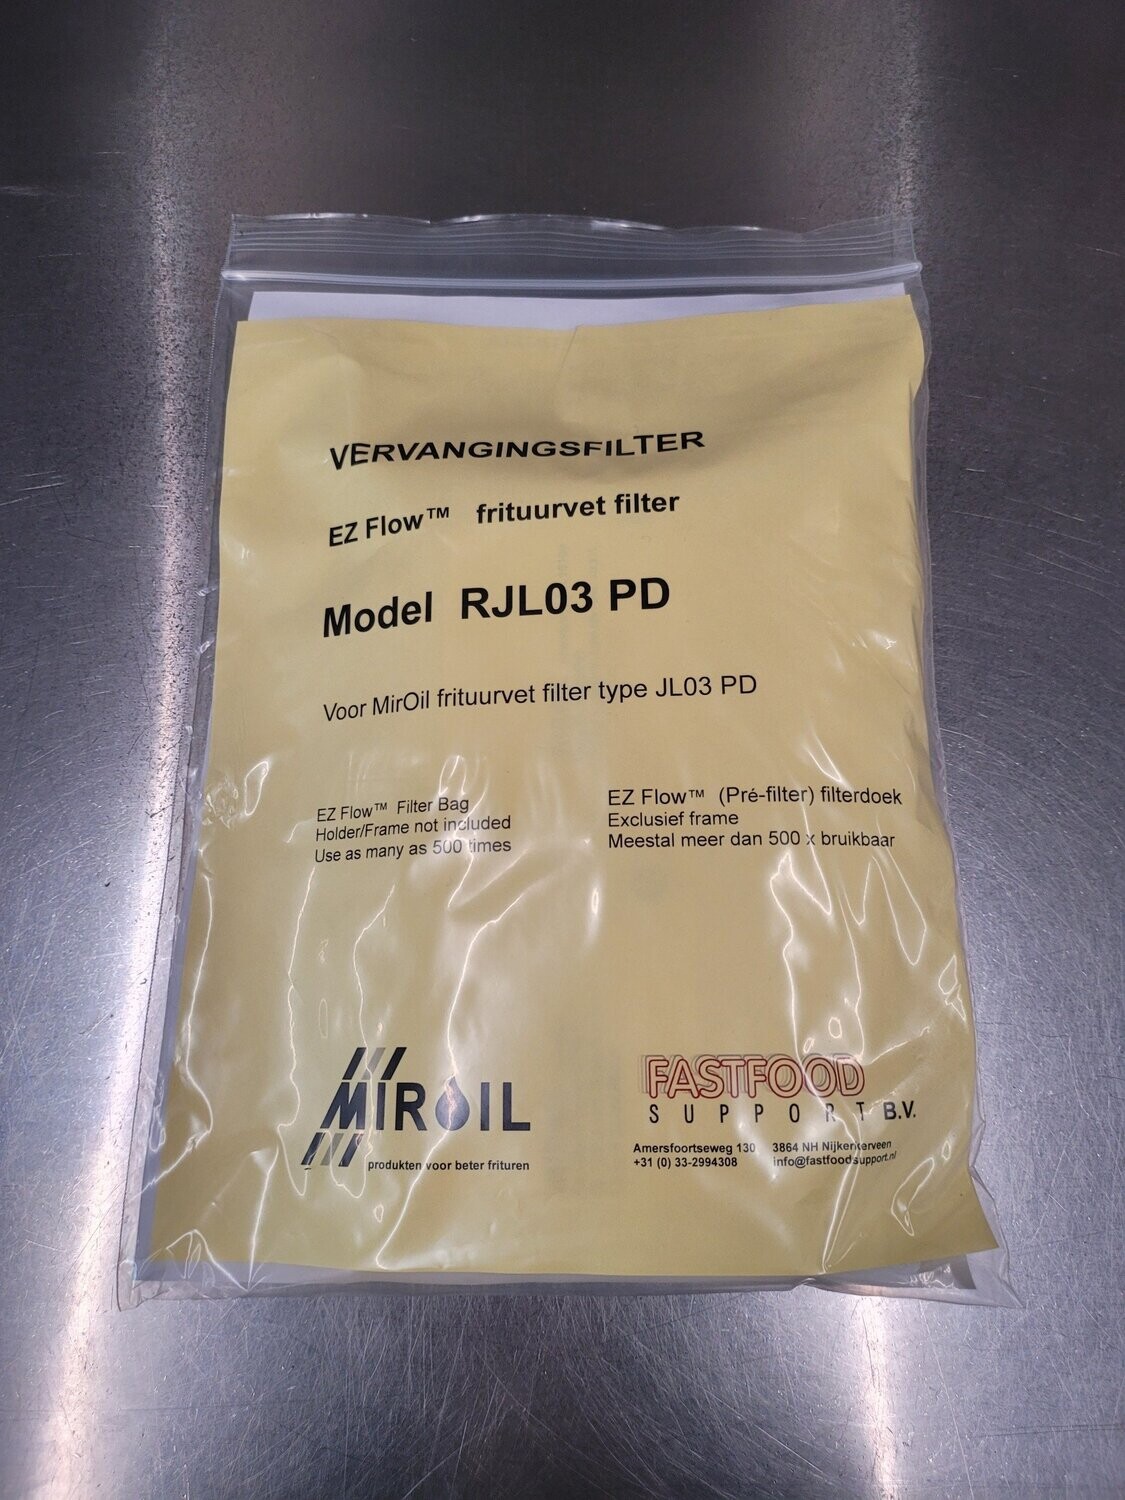 VERVANGINGSFILTER
EZ Flow™ frituurvet filter
Model RJL03 PD
Voor MirOil frituurvet filter type JL03 PD
EZ Flow™ Filter Bag
Holder/Frame not included
Use as many as 500 times
EZ Flow™ (Pré-filter) filterdoek
Exclusief frame
Meestal meer dan 500 x bruikbaar
MIROIL
produkten voor beter frituren
FASTFOOD
SUPPORT B.V.
Amersfoortseweg 130 3864 NH Nijkerkerveen
+31 (0) 33-2994308 info@fastfoodsupport.nl